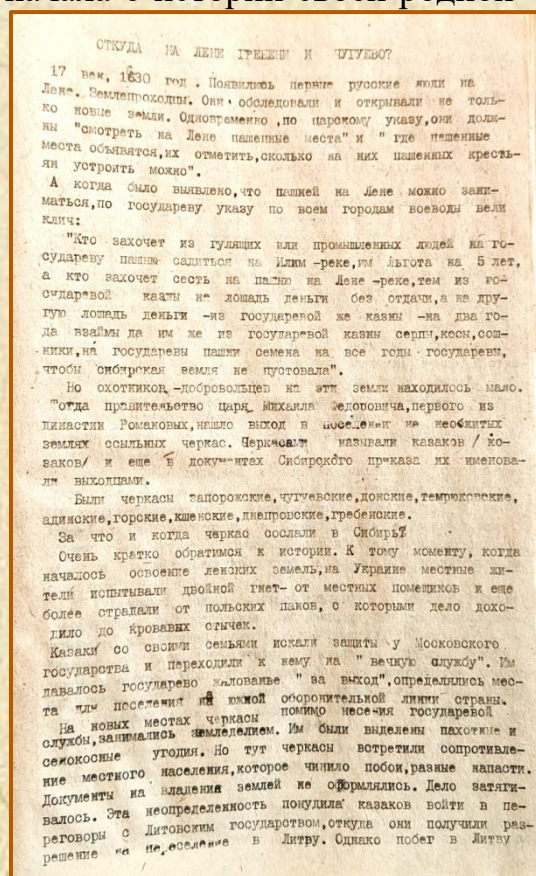 начала с истории своей родной
ОТКУДА НА ЛЕНЕ ГРЕБЕНИ И ЧУГУЕВО?
17 век, 1630 год . Появились первые русские люди на
Лене. Землепроходцы. Они обследовали и открывали не толь-
ко новые земли. Одновременно ,по царскому указу,они долж-
ны "смотреть на Лене пашенные места" и " где пашенные
места объявятся,их отметить,сколько на них пашенных кресть-
ян устроить можно".
А когда было выявлено,что пашней на Лене можно зани-
маться,по государеву указу по всем городам воеводы вели
клич:
"Кто захочет из гулящих или промышленных людей на го-
судареву пашню садиться на Илим -реке,им льгота на 5 лет,
а кто захочет сесть на пашню на Лене -реке,тем из го-
сударевой казны на лошадь деньги без отдачи,а на дру-
гую лошадь деньги -из государевой же казны -на два го-
да взаймы да им же из государевой казны серпы,косы,сош-
ники,на государевы пашни семена на все годы государевы,
чтобы сибирская земля не пустовала".
Но охотников,-добровольцев на эти земли находилось мало.
Тогда правительство царя Михаила Федоровича,первого из
династии Романовых,нашло выход в поселении на необжитых
землях ссыльных черкас. Черкасами называли казаков / ко-
заков/ и еще в документах Сибирского приказа их именова-
ли выходцами.
Были черкасы запорожские,чугуевские,донские,темрюковские,
адинские,горские,кшенские,днепровские,гребенские.
За что и когда черкас сослали в Сибирь?
Очень кратко обратимся к истории. К тому моменту, когда
началось освоение ленских земель,на Украине местные жи-
тели испытывали двойной гнет- от местных помещиков и еще
более страдали от польских панов, с которыми дело дохо-
дило до кровавых стычек.
Казаки со своими семьями искали защиты у Московского
государства и переходили к нему на " вечную службу". Им
давалось государево жалованье " за выход",определялись мес-
та для поселения на южной оборонительной линии страны.
На новых местах черкасы помимо несения государевой
службы,занимались земледелием. Им были выделены пахотные и
сенокосные угодия. Но тут черкасы встретили сопротивле-
ние местного населения,которое чинило побои,разные напасти.
Документы на владения землей не оформлялись. Дело затяги-
валось. Эта неопределенность понудила казаков войти в пе-
реговоры с Литовским государством,откуда они получили раз-
решение на переселение в Литву. Однако побег в Литву